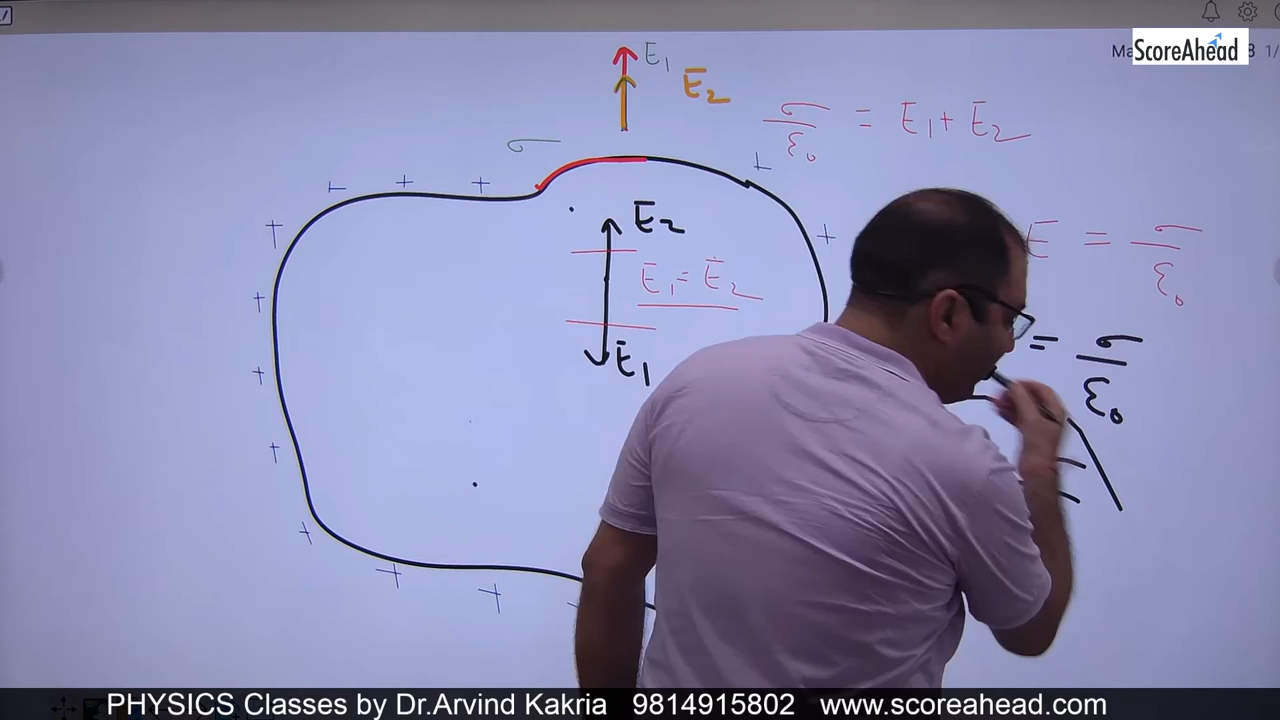 ScoreAhead
E₁
E₂
σ/ε₀ = E₁ + E₂
σ
E₂
E = σ/ε₀
E₁ = E₂
= σ/ε₀
E₁
PHYSICS Classes by Dr.Arvind Kakria 9814915802 www.scoreahead.com